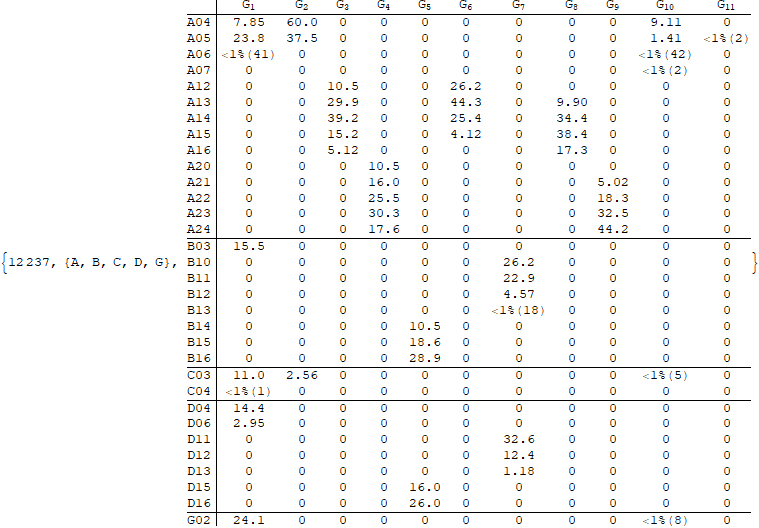 G1 G2 G3 G4 G5 G6 G7 G8 G9 G10 G11
A04 7.85 60.0 0 0 0 0 0 0 0 9.11 0
A05 23.8 37.5 0 0 0 0 0 0 0 1.41 <1%(2)
A06 <1%(41) 0 0 0 0 0 0 0 0 <1%(42) 0
A07 0 0 0 0 0 0 0 0 0 <1%(2) 0
A12 0 0 10.5 0 0 26.2 0 0 0 0 0
A13 0 0 29.9 0 0 44.3 0 9.90 0 0 0
A14 0 0 39.2 0 0 25.4 0 34.4 0 0 0
A15 0 0 15.2 0 0 4.12 0 38.4 0 0 0
A16 0 0 5.12 0 0 0 0 17.3 0 0 0
A20 0 0 0 10.5 0 0 0 0 0 0 0
A21 0 0 0 16.0 0 0 0 0 5.02 0 0
A22 0 0 0 25.5 0 0 0 0 18.3 0 0
A23 0 0 0 30.3 0 0 0 0 32.5 0 0
A24 0 0 0 17.6 0 0 0 0 44.2 0 0
B03 15.5 0 0 0 0 0 0 0 0 0 0
{12237, {A, B, C, D, G}, B10 0 0 0 0 0 0 26.2 0 0 0 0 }
B11 0 0 0 0 0 0 22.9 0 0 0 0
B12 0 0 0 0 0 0 4.57 0 0 0 0
B13 0 0 0 0 0 0 <1%(18) 0 0 0 0
B14 0 0 0 0 10.5 0 0 0 0 0 0
B15 0 0 0 0 18.6 0 0 0 0 0 0
B16 0 0 0 0 28.9 0 0 0 0 0 0
C03 11.0 2.56 0 0 0 0 0 0 0 <1%(5) 0
C04 <1%(1) 0 0 0 0 0 0 0 0 0 0
D04 14.4 0 0 0 0 0 0 0 0 0 0
D06 2.95 0 0 0 0 0 0 0 0 0 0
D11 0 0 0 0 0 0 32.6 0 0 0 0
D12 0 0 0 0 0 0 12.4 0 0 0 0
D13 0 0 0 0 0 0 1.18 0 0 0 0
D15 0 0 0 0 16.0 0 0 0 0 0 0
D16 0 0 0 0 26.0 0 0 0 0 0 0
G02 24.1 0 0 0 0 0 0 0 0 <1%(8) 0